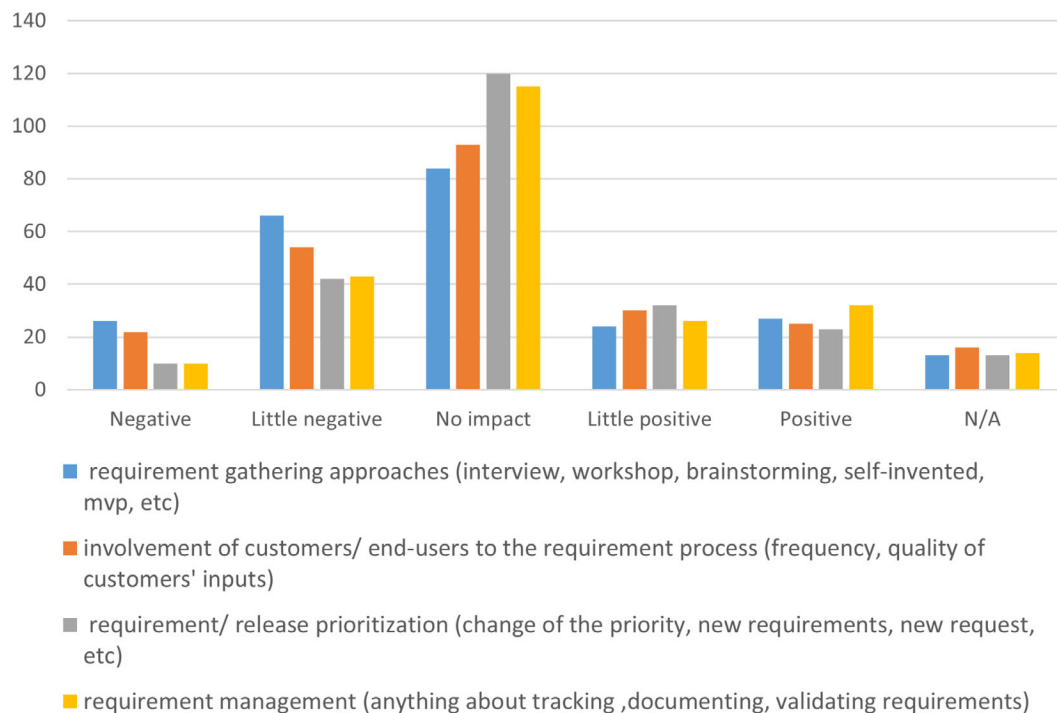 140
120
100
80
60
40
20
0
Negative Little negative No impact Little positive Positive N/A
requirement gathering approaches (interview, workshop, brainstorming, self-invented,
mvp, etc)
involvement of customers/ end-users to the requirement process (frequency, quality of
customers' inputs)
requirement/ release prioritization (change of the priority, new requirements, new request,
etc)
requirement management (anything about tracking ,documenting, validating requirements)